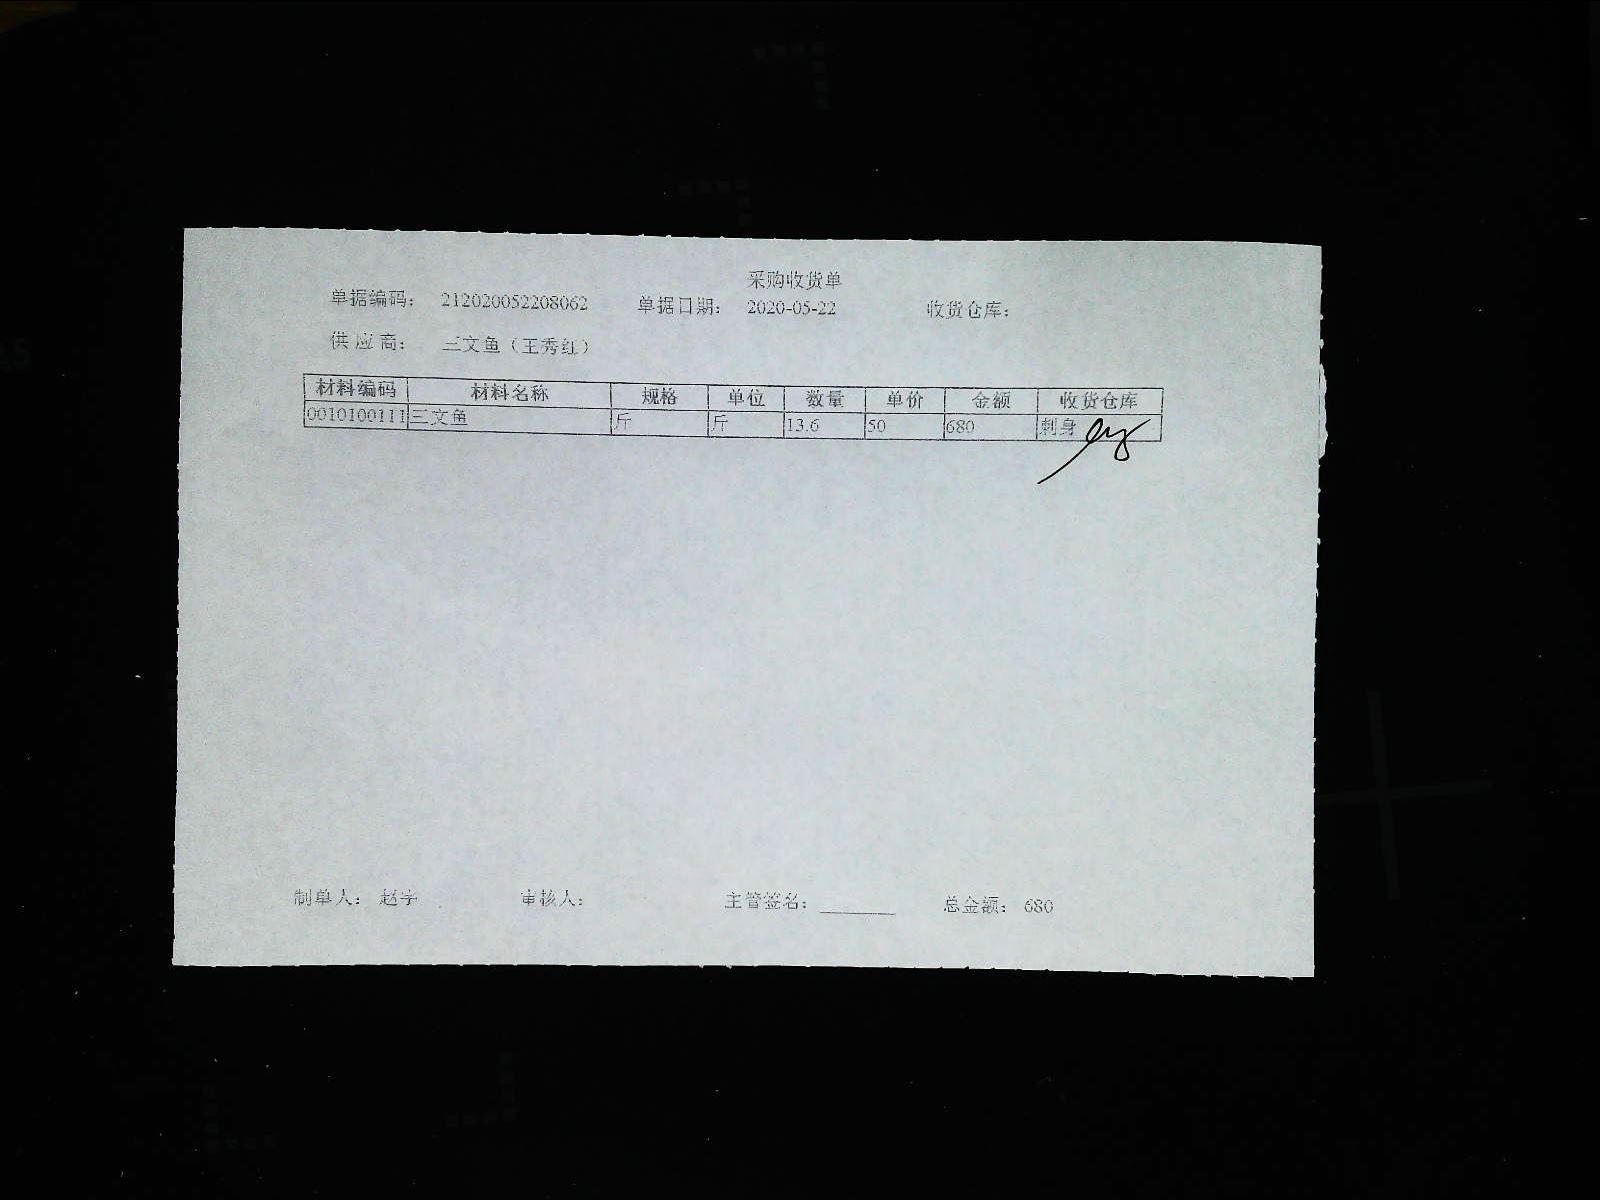 采购收货单
单据编码： 212020052208062 单据日期： 2020-05-22 收货仓库：
供应商： 三文鱼（王秀红）
材料编码 材料名称 规格 单位 数量 单价 金额 收货仓库
0010100111 三文鱼 斤 斤 13.6 50 680 刺身
制单人： 赵宇 审核人： 主管签名： ________ 总金额： 680